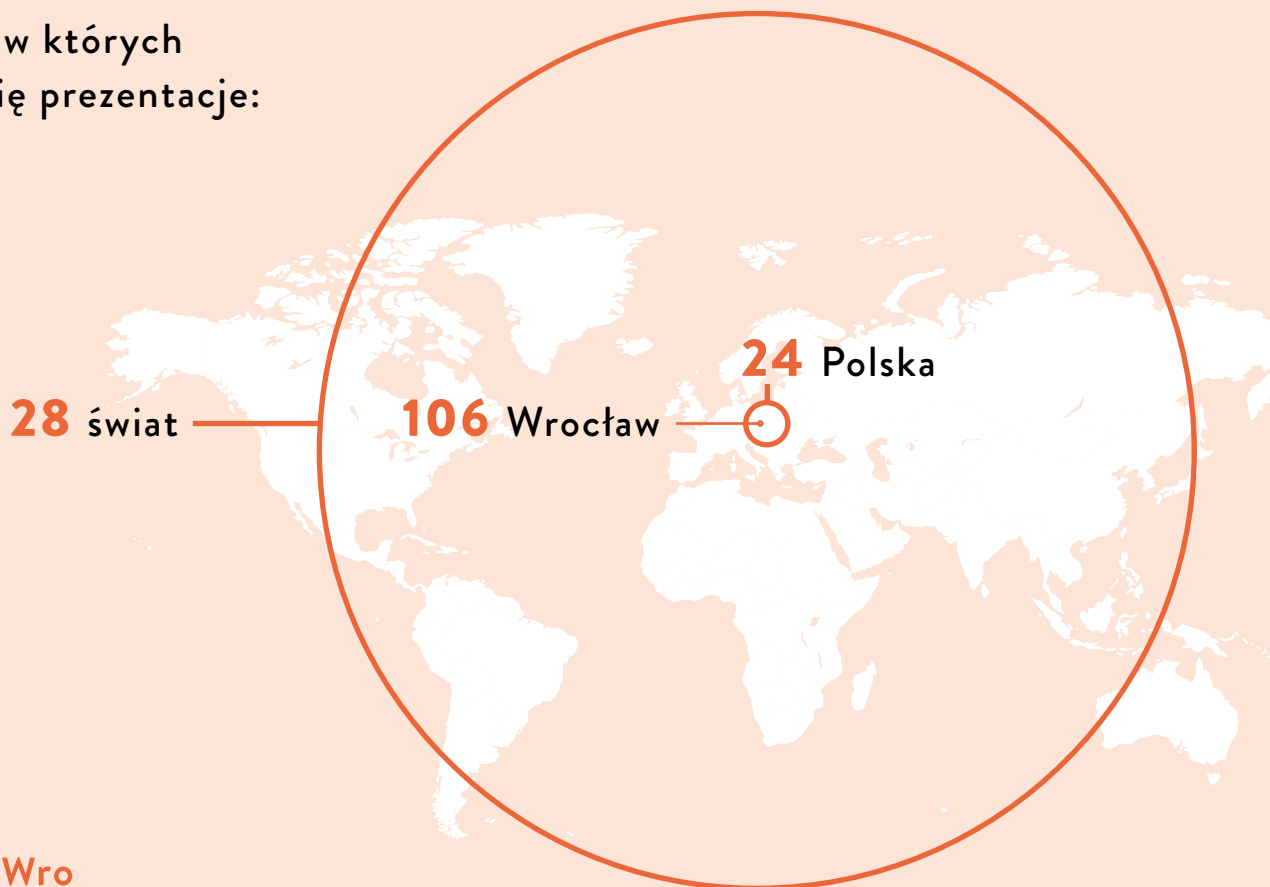 w których
ię prezentacje:
24 Polska
28 świat
106 Wrocław
Wro